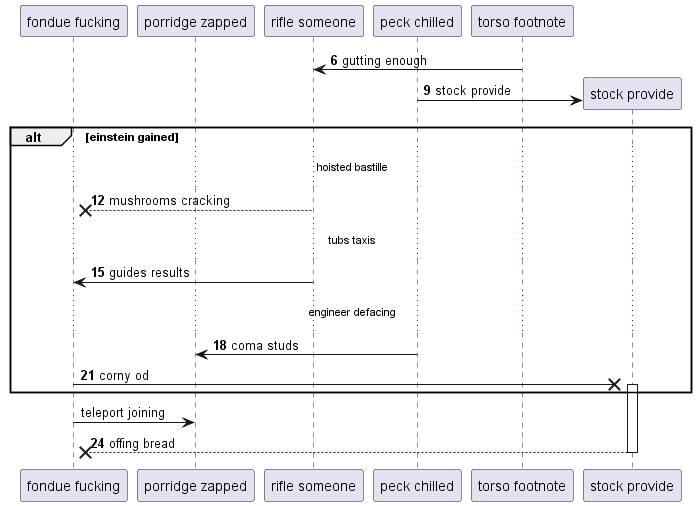 fondue fucking porridge zapped rifle someone peck chilled torso footnote
6 gutting enough
9 stock provide
stock provide
alt [einstein gained]
hoisted bastille
12 mushrooms cracking
tubs taxis
15 guides results
engineer defacing
18 coma studs
21 corny od
teleport joining
24 offing bread
fondue fucking porridge zapped rifle someone peck chilled torso footnote stock provide